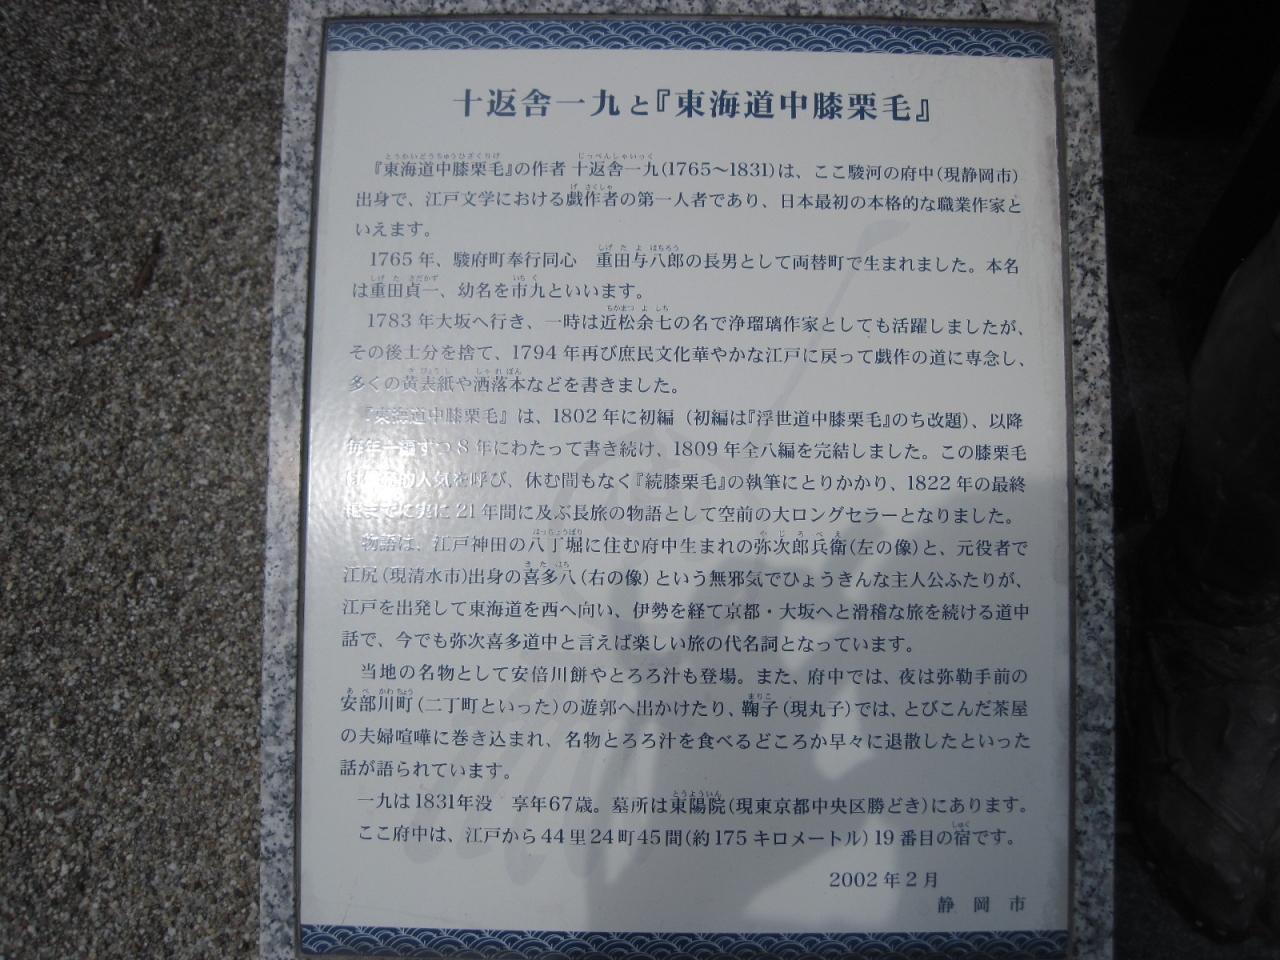 十返舎一九と『東海道中膝栗毛』
『東海道中膝栗毛』の作者 十返舎一九(1765〜1831)は、ここ駿河の府中(現静岡市)
出身で、江戸文学における戯作者の第一人者であり、日本最初の本格的な職業作家と
いえます。
1765年、駿府町奉行同心 重田与八郎の長男として両替町で生まれました。本名
は重田貞一、幼名を市九といいます。
1783年大坂へ行き、一時は近松余七の名で浄瑠璃作家としても活躍しましたが、
その後士分を捨て、1794年再び庶民文化華やかな江戸に戻って戯作の道に専念し、
多くの黄表紙や洒落本などを書きました。
『東海道中膝栗毛』は、1802年に初編(初編は『浮世道中膝栗毛』のち改題)、以降
毎年一編ずつ8年にわたって書き続け、1809年全八編を完結しました。この膝栗毛
的人気を呼び、休む間もなく『続膝栗毛』の執筆にとりかかり、1822年の最終
までに実に21年間に及ぶ長旅の物語として空前の大ロングセラーとなりました。
物語は、江戸神田の八丁堀に住む府中生まれの弥次郎兵衛(左の像)と、元役者で
江尻(現清水市)出身の喜多八(右の像)という無邪気でひょうきんな主人公ふたりが、
江戸を出発して東海道を西へ向い、伊勢を経て京都・大坂へと滑稽な旅を続ける道中
話で、今でも弥次喜多道中と言えば楽しい旅の代名詞となっています。
当地の名物として安倍川餅やとろろ汁も登場。また、府中では、夜は弥勒手前の
安部川町(二丁町といった)の遊郭へ出かけたり、鞠子(現丸子)では、とびこんだ茶屋
の夫婦喧嘩に巻き込まれ、名物とろろ汁を食べるどころか早々に退散したといった
話が語られています。
一九は1831年没 享年67歳。墓所は東陽院(現東京都中央区勝どき)にあります。
ここ府中は、江戸から44里24町45間(約175キロメートル)19番目の宿です。
2002年2月
静岡市